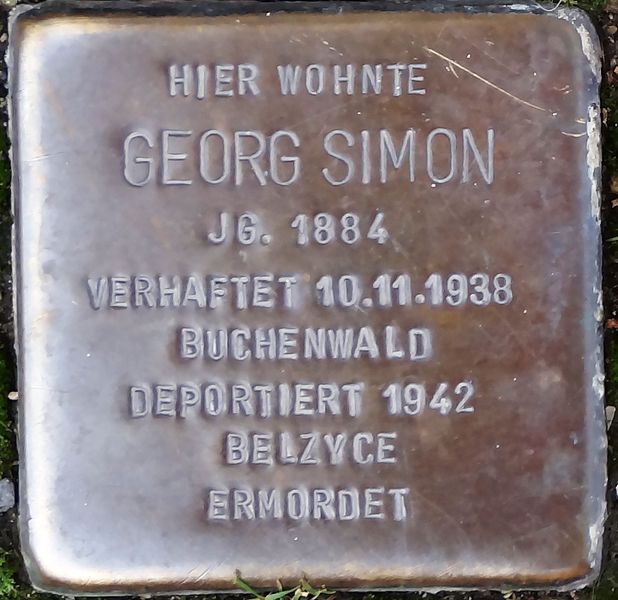 HIER WOHNTE
GEORG SIMON
JG. 1884
VERHAFTET 10.11.1938
BUCHENWALD
DEPORTIERT 1942
BELZYCE
ERMORDET